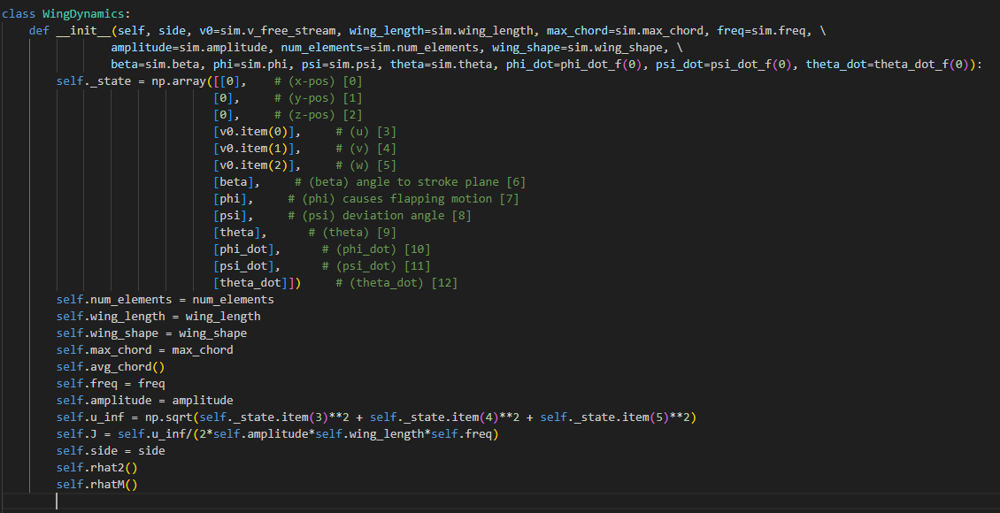 class WingDynamics:
    def __init__(self, side, v0=sim.v_free_stream, wing_length=sim.wing_length, max_chord=sim.max_chord, freq=sim.freq, \
                amplitude=sim.amplitude, num_elements=sim.num_elements, wing_shape=sim.wing_shape, \
                beta=sim.beta, phi=sim.phi, psi=sim.psi, theta=sim.theta, phi_dot=phi_dot_f(0), psi_dot=psi_dot_f(0), theta_dot=theta_dot_f(0)):
        self._state = np.array([[0],    # (x-pos) [0]
                               [0],     # (y-pos) [1]
                               [0],     # (z-pos) [2]
                               [v0.item(0)],     # (u) [3]
                               [v0.item(1)],     # (v) [4]
                               [v0.item(2)],     # (w) [5]
                               [beta],     # (beta) angle to stroke plane [6]
                               [phi],     # (phi) causes flapping motion [7]
                               [psi],     # (psi) deviation angle [8]
                               [theta],      # (theta) [9]
                               [phi_dot],      # (phi_dot) [10]
                               [psi_dot],      # (psi_dot) [11]
                               [theta_dot]])     # (theta_dot) [12]
        self.num_elements = num_elements
        self.wing_length = wing_length
        self.wing_shape = wing_shape
        self.max_chord = max_chord
        self.avg_chord()
        self.freq = freq
        self.amplitude = amplitude
        self.u_inf = np.sqrt(self._state.item(3)**2 + self._state.item(4)**2 + self._state.item(5)**2)
        self.J = self.u_inf/(2*self.amplitude*self.wing_length*self.freq)
        self.side = side
        self.rhat2()
        self.rhatM()